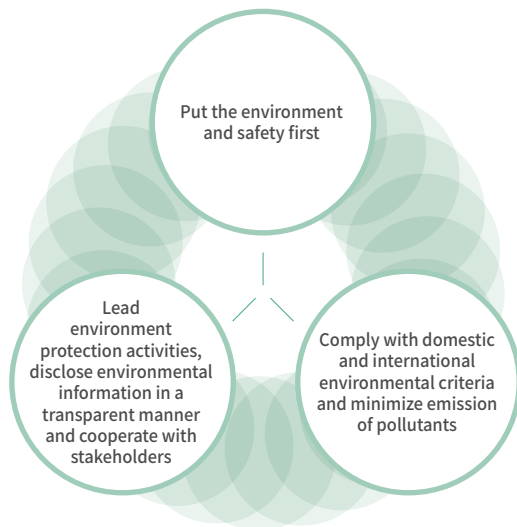 Put the environment
and safety first
Lead
environment
protection activities,
disclose environmental
information in a
transparent manner
and cooperate with
stakeholders
Comply with domestic
and international
environmental criteria
and minimize emission
of pollutants